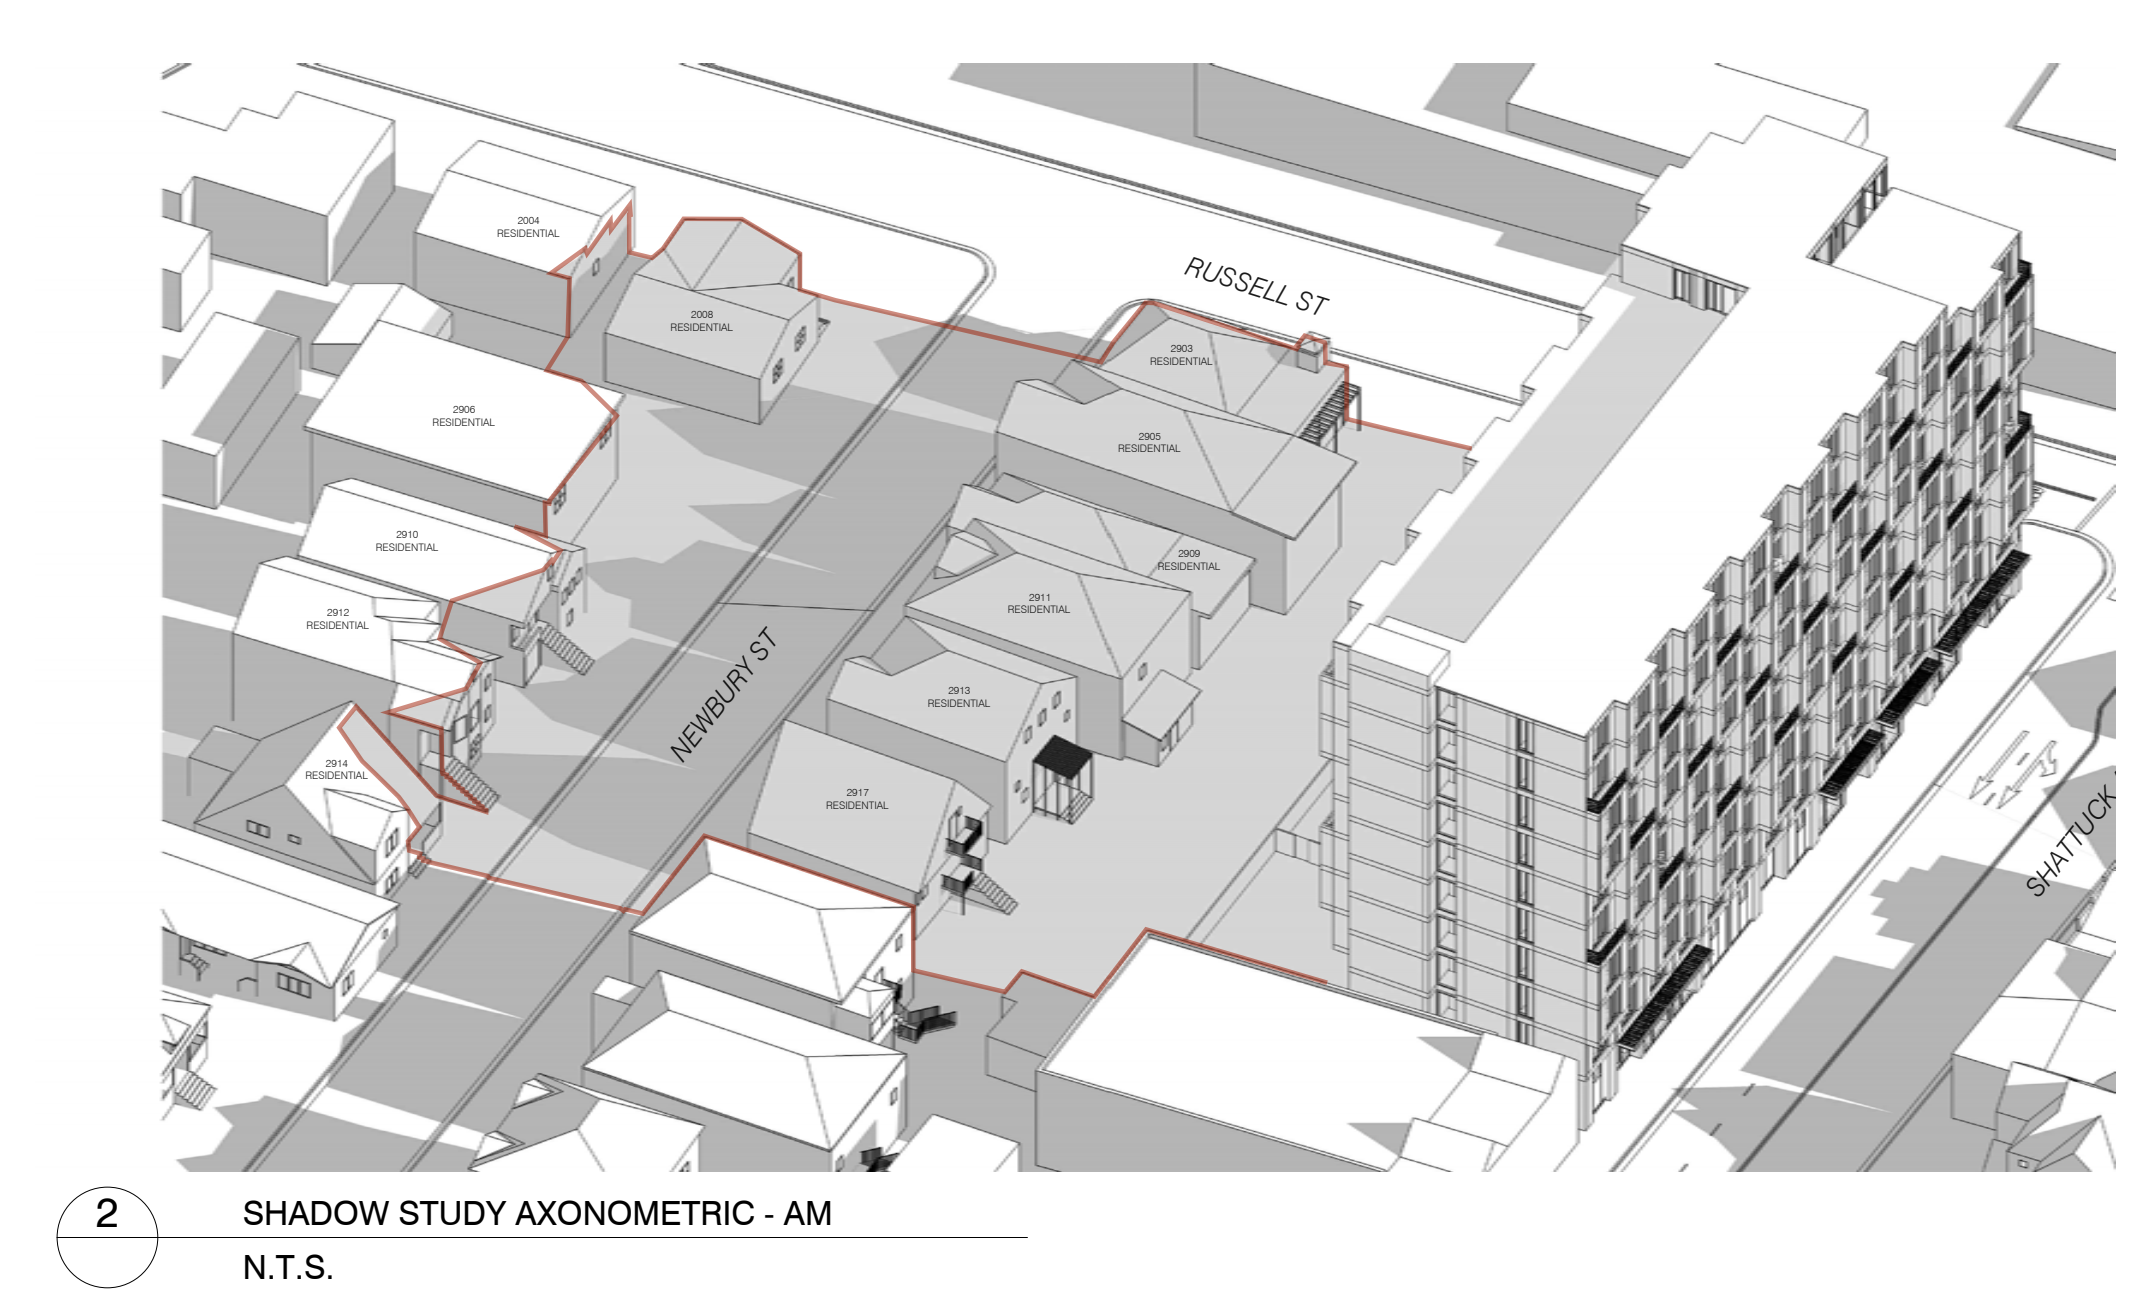 2004
RESIDENTIAL
2008
RESIDENTIAL
RUSSELL ST
2903
RESIDENTIAL
2906
RESIDENTIAL
2905
RESIDENTIAL
2910
RESIDENTIAL
2909
RESIDENTIAL
2911
RESIDENTIAL
2912
RESIDENTIAL
NEWBURY ST
2913
RESIDENTIAL
2914
RESIDENTIAL
2917
RESIDENTIAL
SHATTUCK
2
SHADOW STUDY AXONOMETRIC - AM
N.T.S.